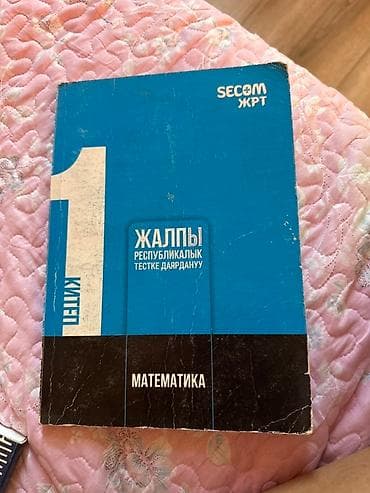 SECOM
ЖРТ
1
КИТЕП
ЖАЛПЫ
РЕСПУБЛИКАЛЫК
ТЕСТКЕ ДАЯРДАНУУ
МАТЕМАТИКА